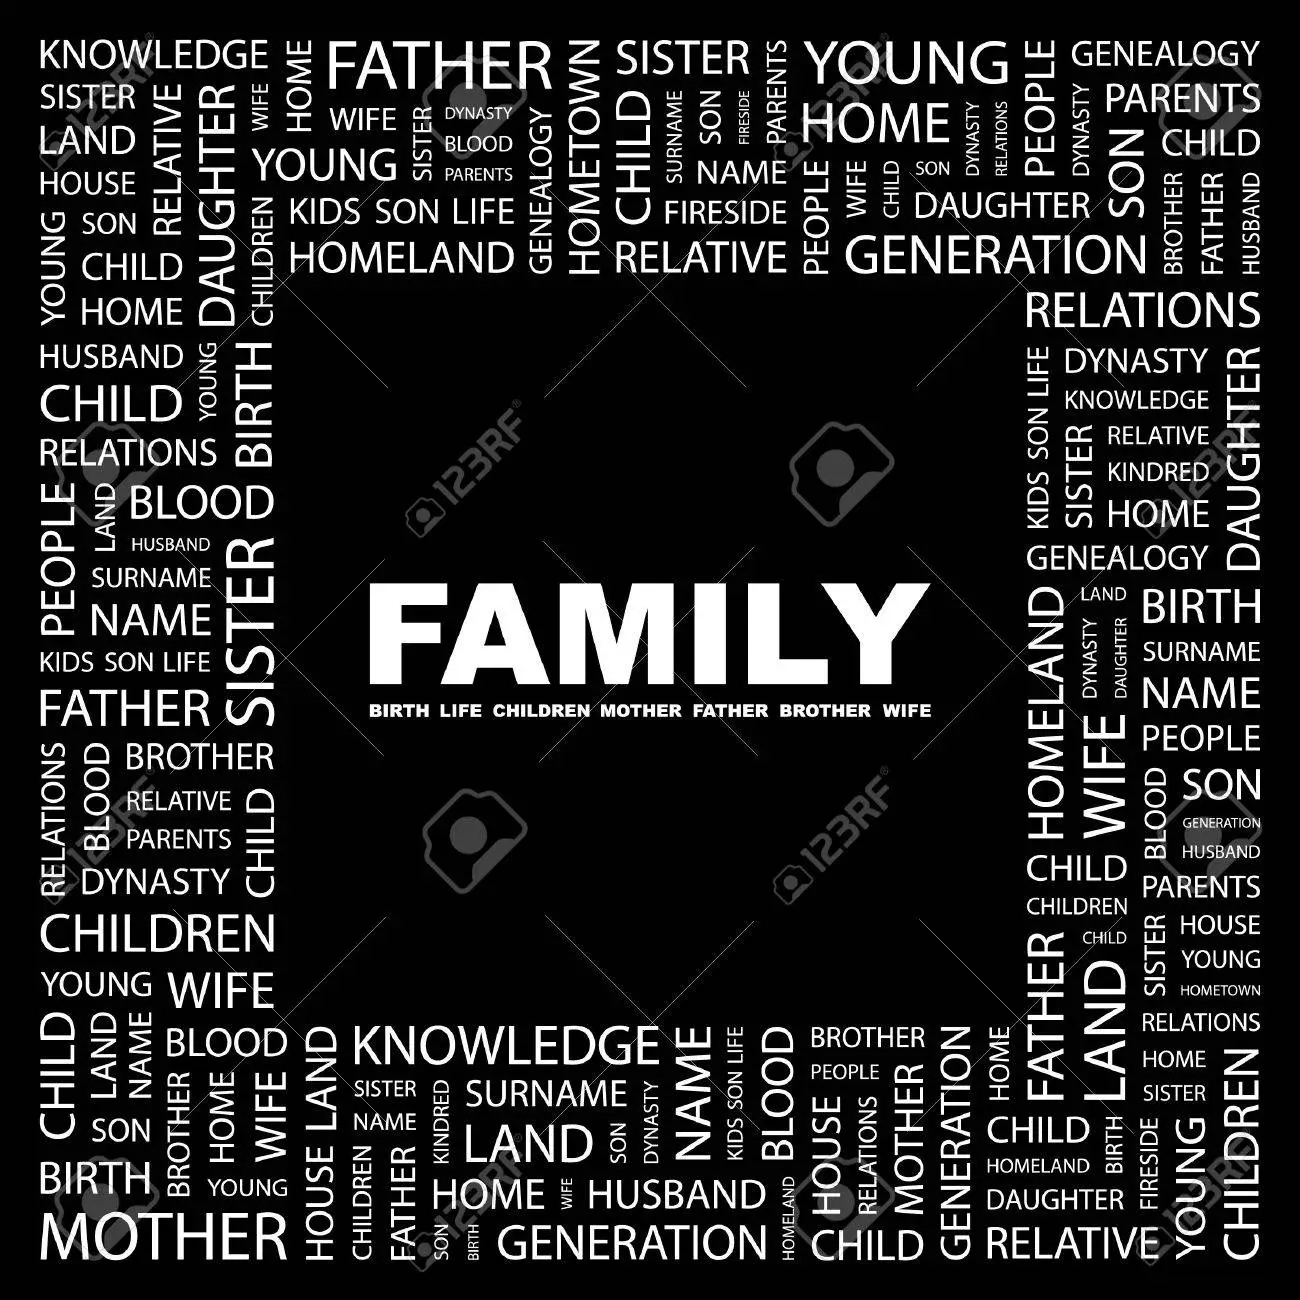 KNOWLEDGE
SISTER
LAND
HOUSE
RELATIVE
DAUGHTER
WIFE
HOME
YOUNG
SON
CHILD
HOME
CHILDREN
FATHER
WIFE
SISTER
DYNASTY
BLOOD
PARENTS
YOUNG
KIDS SON LIFE
HOMELAND
GENEALOGY
HOMETOWN
SISTER
CHILD
SURNAME
SON
FIRESIDE
PARENTS
NAME
FIRESIDE
RELATIVE
YOUNG
HOME
DYNASTY
RELATIONS
PEOPLE
DYNASTY
PEOPLE
WIFE
CHILD
SON
DAUGHTER
GENERATION
GENEALOGY
PARENTS
SON
CHILD
BROTHER
FATHER
HUSBAND
HUSBAND
YOUNG
BIRTH
CHILD
RELATIONS
PEOPLE
LAND
BLOOD
HUSBAND
SURNAME
NAME
SISTER
KIDS SON LIFE
FATHER
RELATIONS
BLOOD
BROTHER
RELATIVE
PARENTS
CHILD
DYNASTY
CHILDREN
YOUNG
WIFE
FAMILY
BIRTH LIFE CHILDREN MOTHER FATHER BROTHER WIFE
RELATIONS
KIDS SON LIFE
DYNASTY
KNOWLEDGE
SISTER
RELATIVE
KINDRED
HOME
DAUGHTER
GENEALOGY
HOMELAND
LAND
DYNASTY
DAUGHTER
BIRTH
SURNAME
NAME
PEOPLE
WIFE
BLOOD
SON
GENERATION
HUSBAND
CHILD
PARENTS
CHILDREN
FATHER
CHILD
LAND
SISTER
HOUSE
YOUNG
HOMETOWN
RELATIONS
CHILD
LAND
NAME
BLOOD
SON
BROTHER
HOME
WIFE
BIRTH
YOUNG
MOTHER
HOUSE LAND
KNOWLEDGE
SISTER
NAME
CHILDREN
FATHER
KINDRED
SURNAME
LAND
SON
DYNASTY
NAME
KIDS SON LIFE
BLOOD
HOME
WIFE
HUSBAND
SON
BIRTH
GENERATION
HOMELAND
BROTHER
PEOPLE
HOUSE
RELATIONS
MOTHER
CHILD
GENERATION
HOME
CHILD
HOMELAND
DAUGHTER
RELATIVE
BIRTH
FIRESIDE
HOME
SISTER
YOUNG
CHILDREN
123RF
123RF
123RF
123RF
123RF
123RF
123RF
123RF